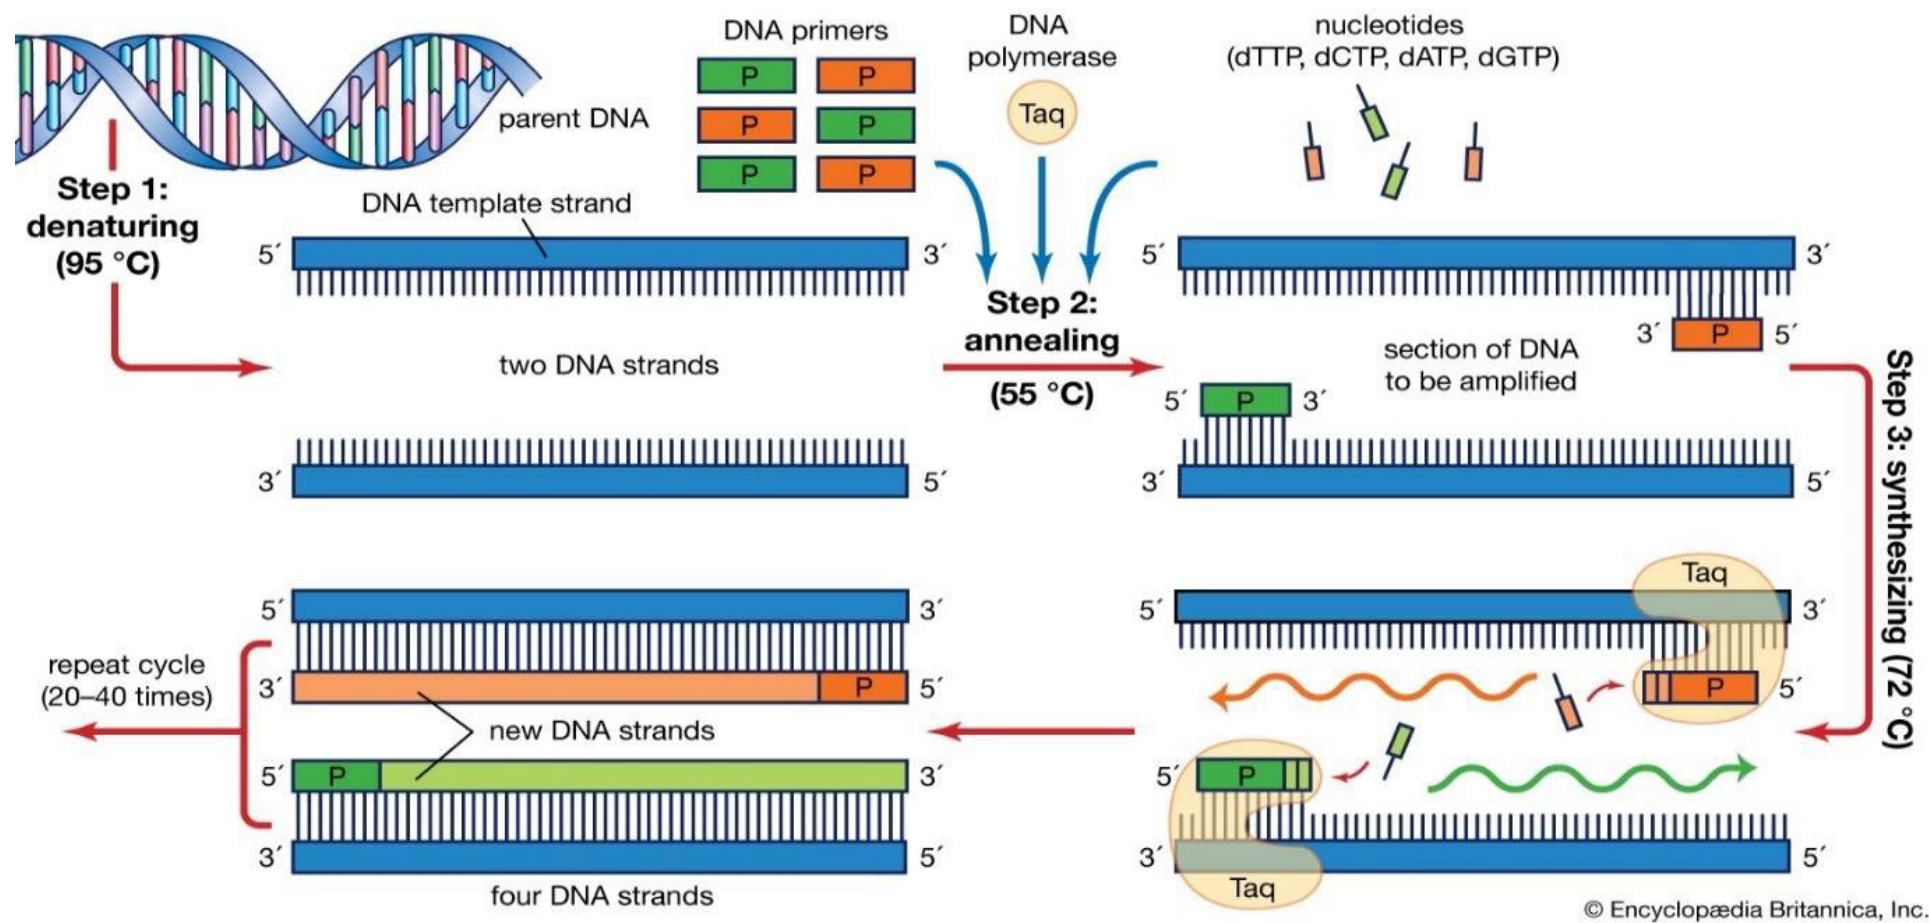 DNA primers
P
P
P
P
P
P
DNA
polymerase
Taq
nucleotides
(dTTP, dCTP, dATP, dGTP)
parent DNA
Step 1:
denaturing
(95 °C)
DNA template strand
5′
3′
two DNA strands
3′
5′
Step 2:
annealing
(55 °C)
5′
3′
3′
P
5′
section of DNA
to be amplified
5′
P
3′
3′
5′
Step 3: synthesizing (72 °C)
Taq
5′
3′
P
5′
5′
P
3′
5′
Taq
5′
3′
3′
P
5′
new DNA strands
5′
P
3′
3′
5′
four DNA strands
repeat cycle
(20–40 times)
© Encyclopædia Britannica, Inc.